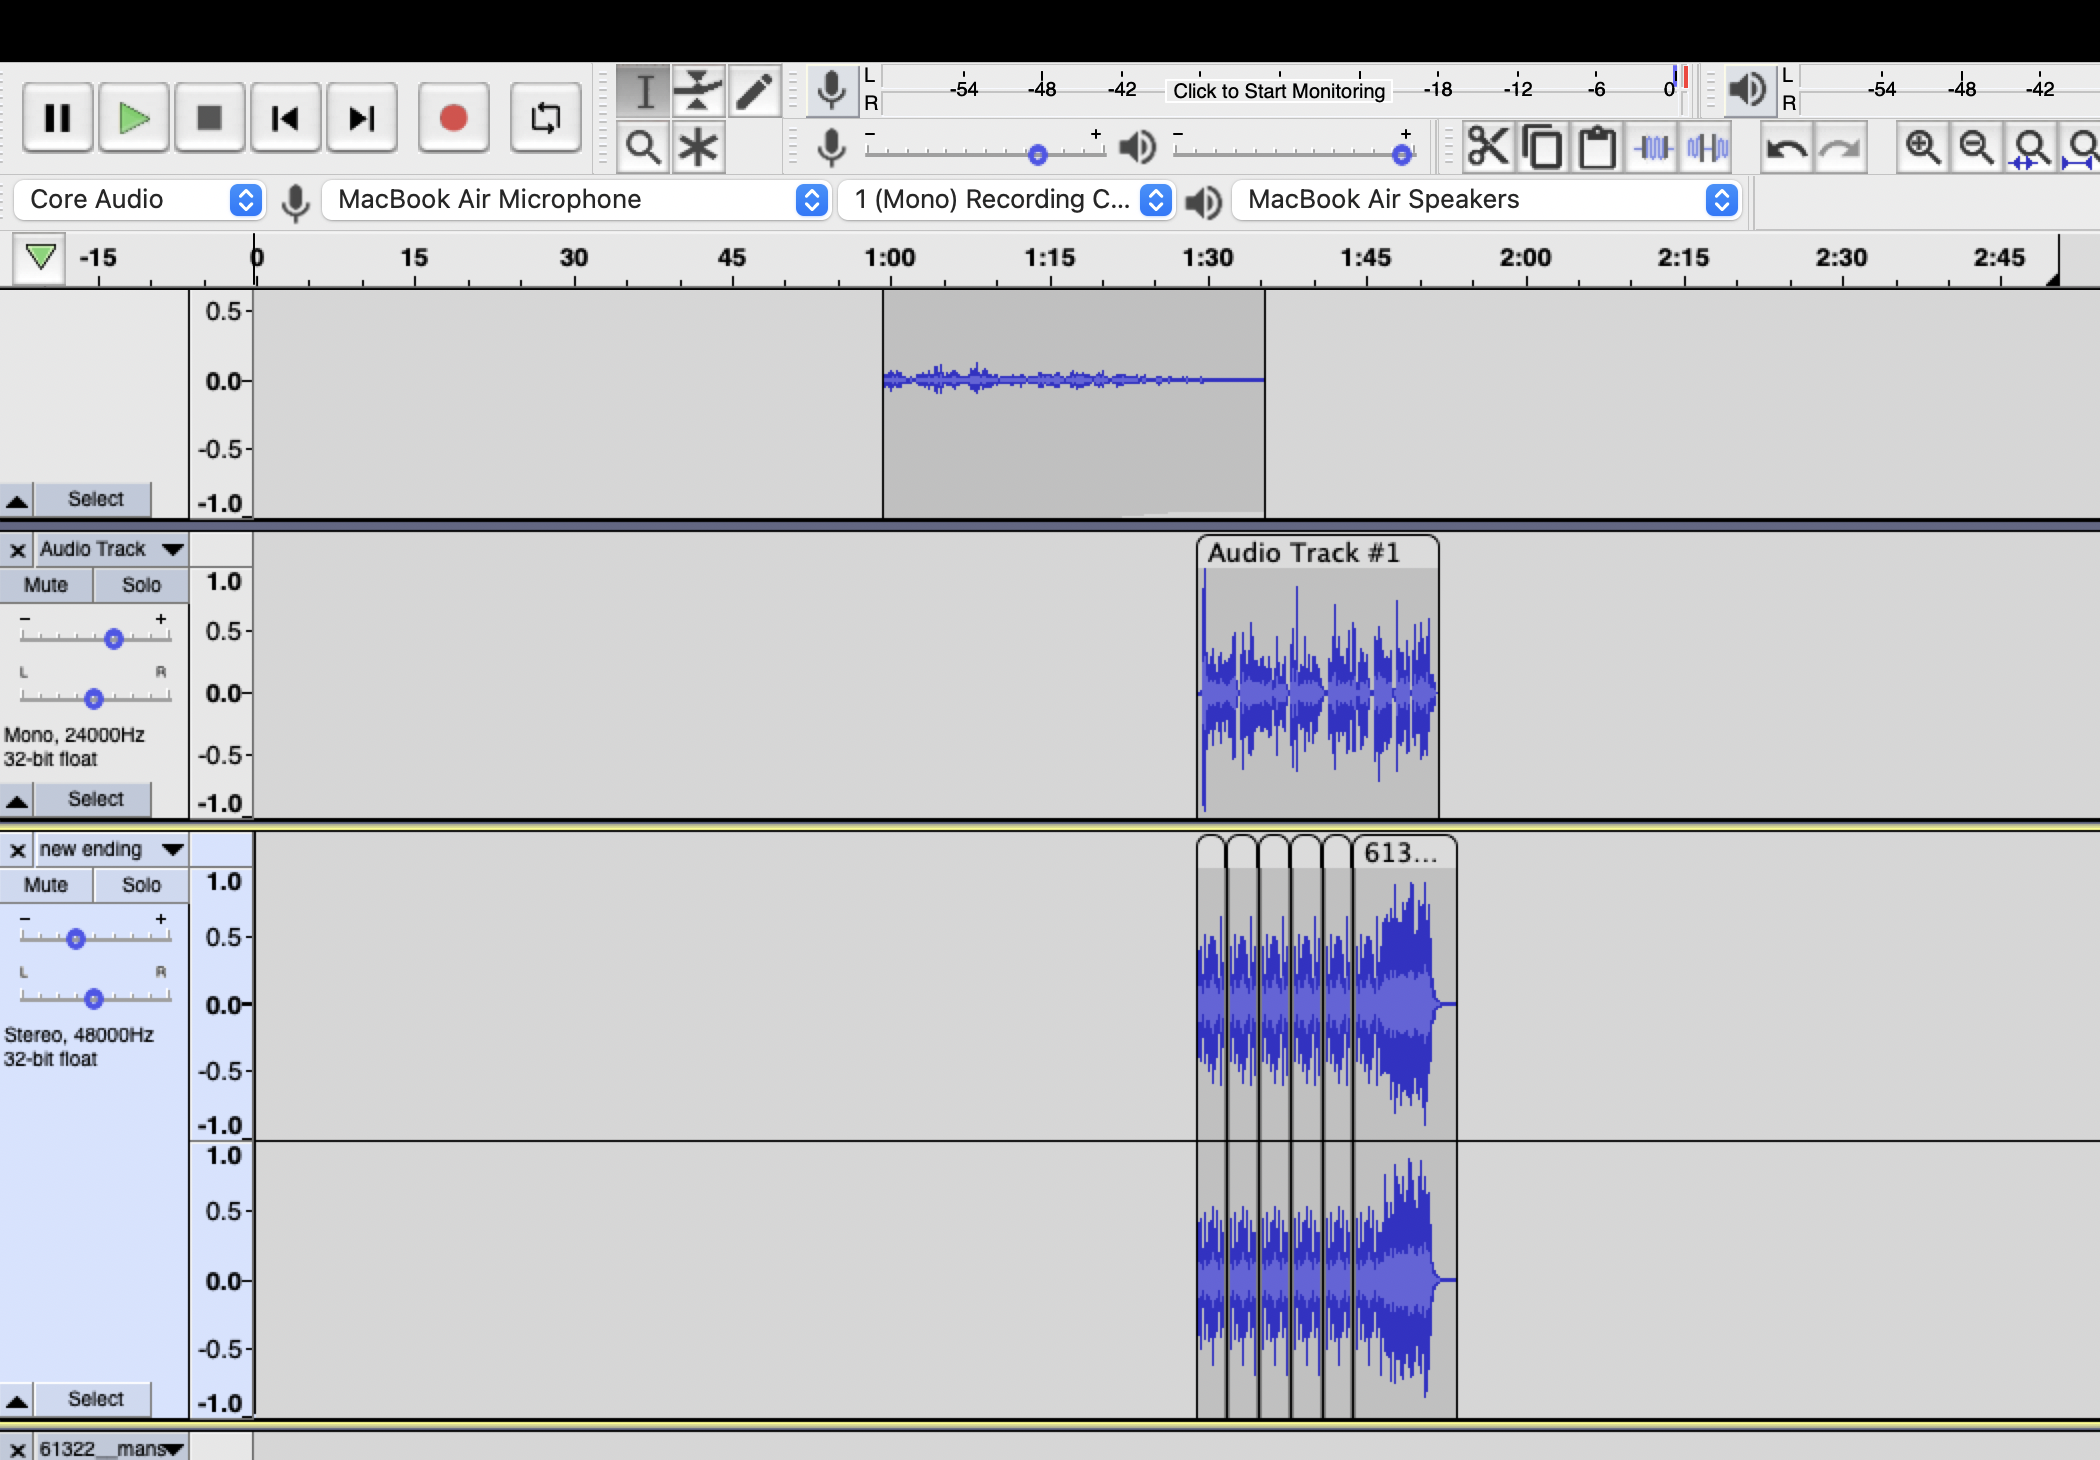 L
R
-54 -48 -42 Click to Start Monitoring -18 -12 -6 0
L
R
-54 -48 -42
- + - +
Core Audio MacBook Air Microphone 1 (Mono) Recording C... MacBook Air Speakers
-15 0 15 30 45 1:00 1:15 1:30 1:45 2:00 2:15 2:30 2:45
0.5
0.0
-0.5
-1.0
Select
Audio Track
Audio Track #1
Mute Solo
- +
L R
Mono, 24000Hz
32-bit float
Select
1.0
0.5
0.0
-0.5
-1.0
new ending
613...
Mute Solo
- +
L R
Stereo, 48000Hz
32-bit float
Select
1.0
0.5
0.0
-0.5
-1.0
1.0
0.5
0.0
-0.5
-1.0
61322__mans